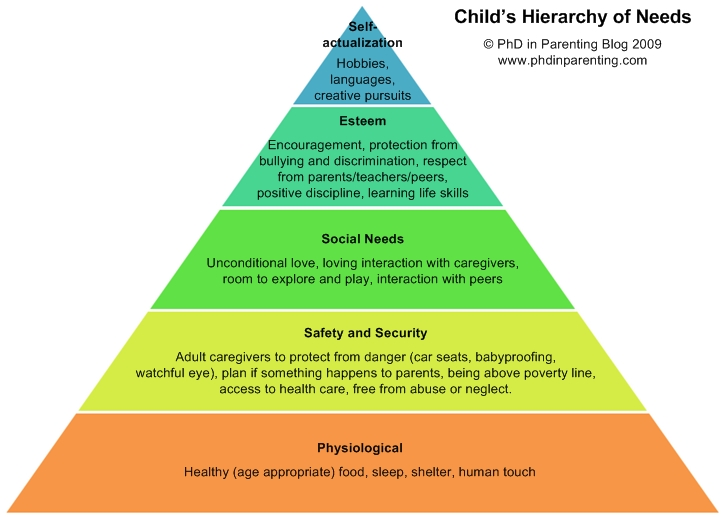 Child's Hierarchy of Needs
© PhD in Parenting Blog 2009
www.phdinparenting.com
Self-
actualization
Hobbies,
languages,
creative pursuits
Esteem
Encouragement, protection from
bullying and discrimination, respect
from parents/teachers/peers,
positive discipline, learning life skills
Social Needs
Unconditional love, loving interaction with caregivers,
room to explore and play, interaction with peers
Safety and Security
Adult caregivers to protect from danger (car seats, babyproofing,
watchful eye), plan if something happens to parents, being above poverty line,
access to health care, free from abuse or neglect.
Physiological
Healthy (age appropriate) food, sleep, shelter, human touch